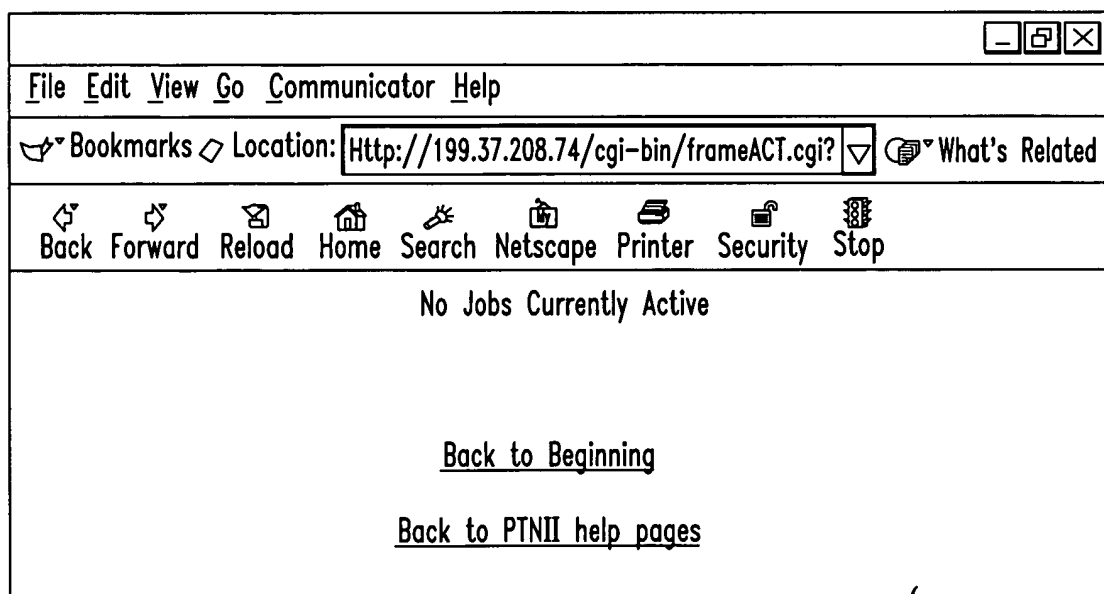 File Edit View Go Communicator Help
Bookmarks Location: Http://199.37.208.74/cgi-bin/frameACT.cgi? What's Related
Back Forward Reload Home Search Netscape Printer Security Stop
No Jobs Currently Active
Back to Beginning
Back to PTNII help pages